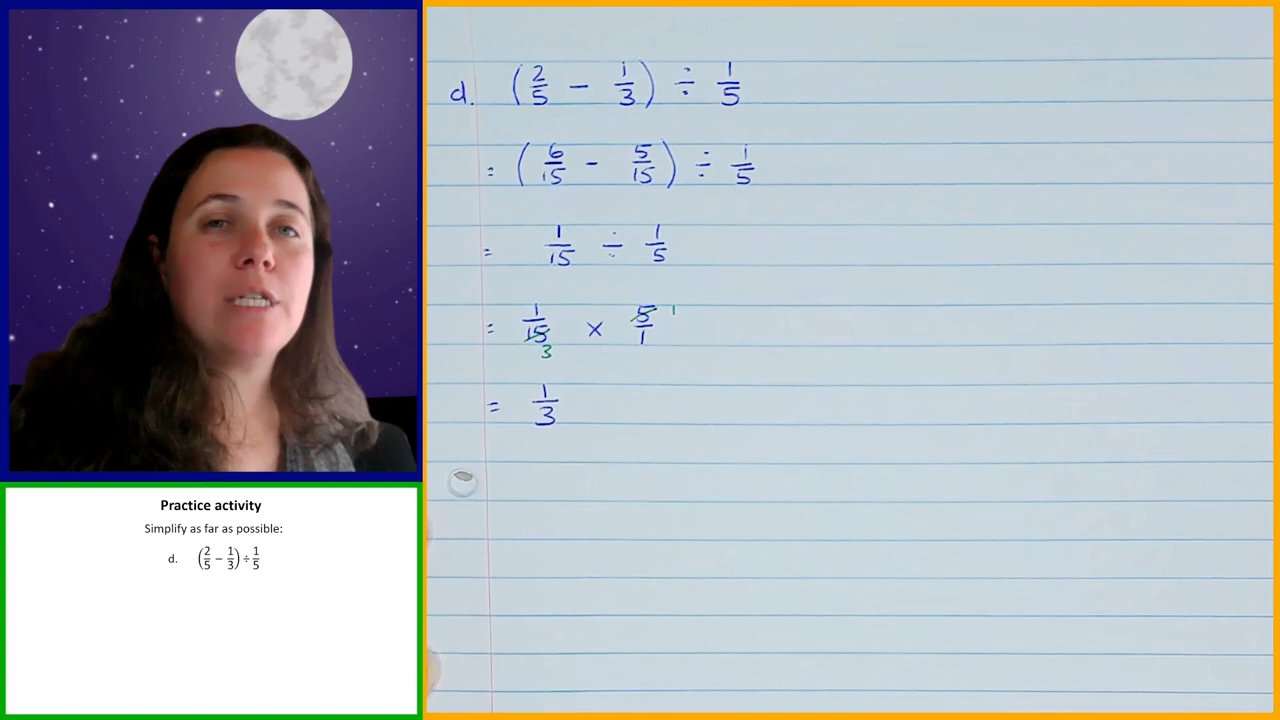 d. (2/5 − 1/3) ÷ 1/5
= (6/15 − 5/15) ÷ 1/5
= 1/15 ÷ 1/5
= 1/15 3 × 5/1 1
= 1/3
Practice activity
Simplify as far as possible:
d. (2/5 − 1/3) ÷ 1/5